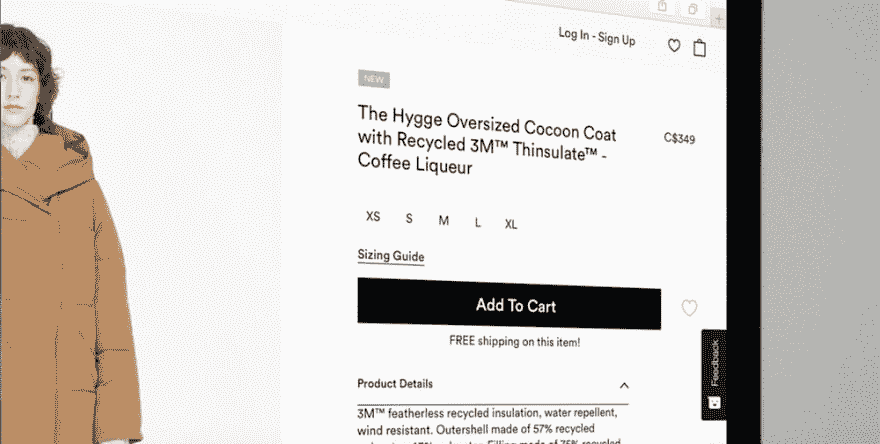 Log In - Sign Up
NEW
The Hygge Oversized Cocoon Coat
with Recycled 3M™ Thinsulate™ -
Coffee Liqueur
C$349
XS S M L XL
Sizing Guide
Add To Cart
FREE shipping on this item!
Feedback
Product Details
3M™ featherless recycled insulation, water repellent,
wind resistant. Outershell made of 57% recycled